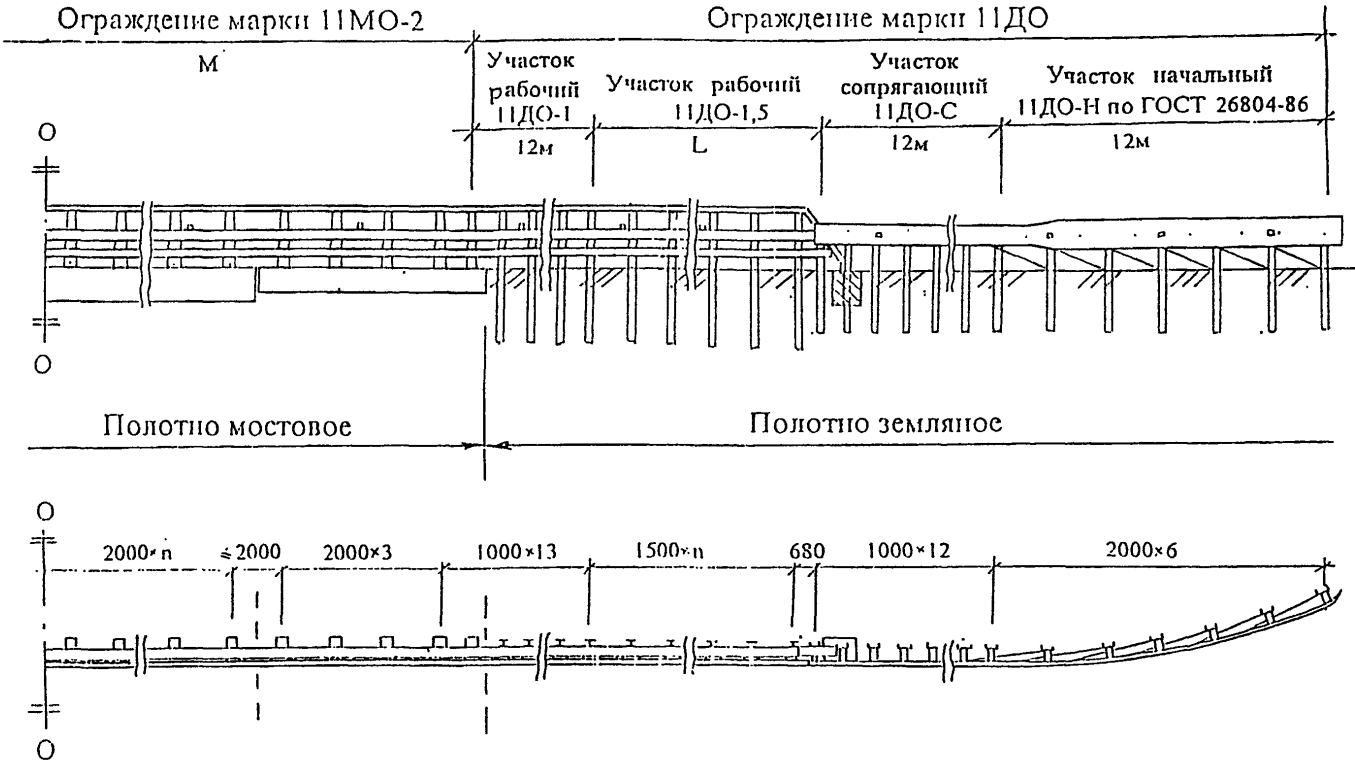 Ограждение марки 11МО-2
Ограждение марки 11ДО
М
Участок
рабочий
11ДО-1
12м
Участок рабочий
11ДО-1,5
L
Участок
сопрягающий
11ДО-С
12м
Участок начальный
11ДО-Н по ГОСТ 26804-86
12м
О
О
Полотно мостовое
Полотно земляное
О
2000×n
≤2000
2000×3
1000×13
1500×n
680
1000×12
2000×6
О